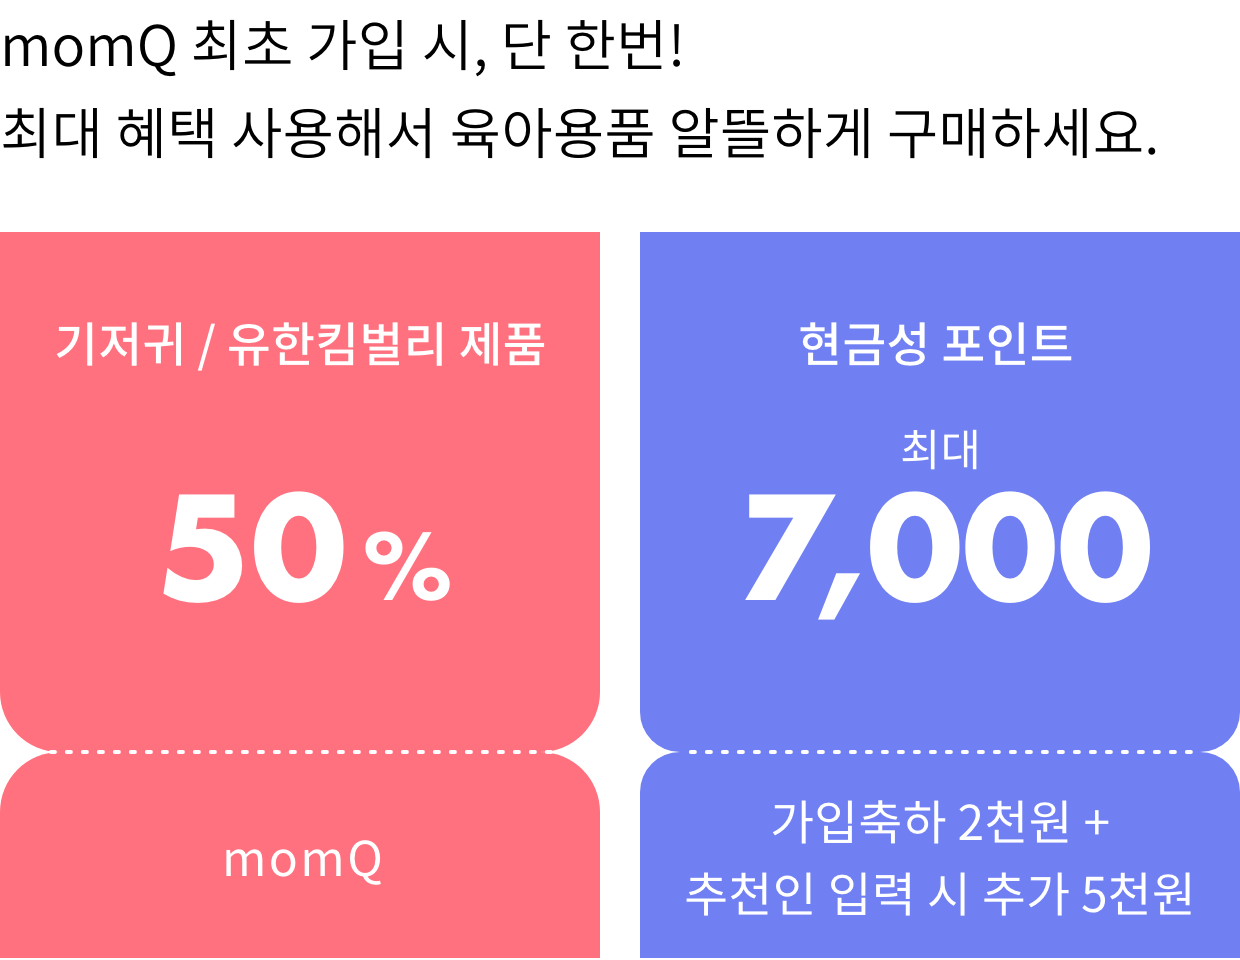 momQ 최초 가입 시, 단 한번!
최대 혜택 사용해서 육아용품 알뜰하게 구매하세요.
기저귀 / 유한킴벌리 제품
50 %
momQ
현금성 포인트
최대
7,000
가입축하 2천원 +
추천인 입력 시 추가 5천원